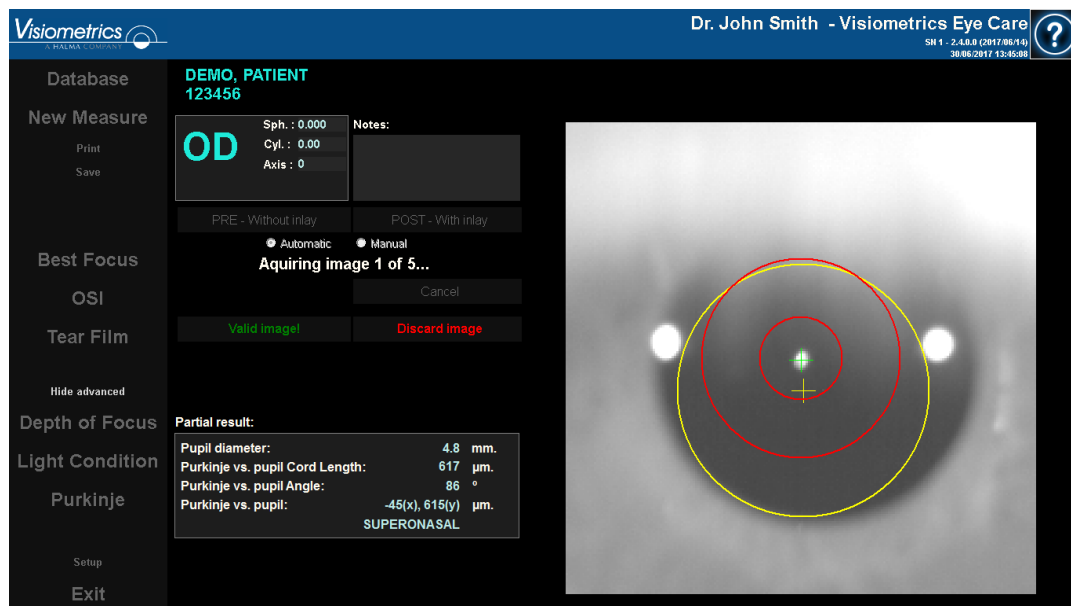 Visiometrics
A HALMA COMPANY
Dr. John Smith - Visiometrics Eye Care
SN 1 - 2.4.0.0 (2017/06/14)
30/06/2017 13:45:08
?
Database
New Measure
Print
Save
Best Focus
OSI
Tear Film
Hide advanced
Depth of Focus
Light Condition
Purkinje
Setup
Exit
DEMO, PATIENT
123456
OD
Sph. : 0.000
Cyl. : 0.00
Axis : 0
Notes:
PRE - Without inlay
POST - With inlay
Automatic
Manual
Aquiring image 1 of 5...
Cancel
Valid image!
Discard image
Partial result:
Pupil diameter: 4.8 mm.
Purkinje vs. pupil Cord Length: 617 µm.
Purkinje vs. pupil Angle: 86 º
Purkinje vs. pupil: -45(x), 615(y) µm.
SUPERONASAL